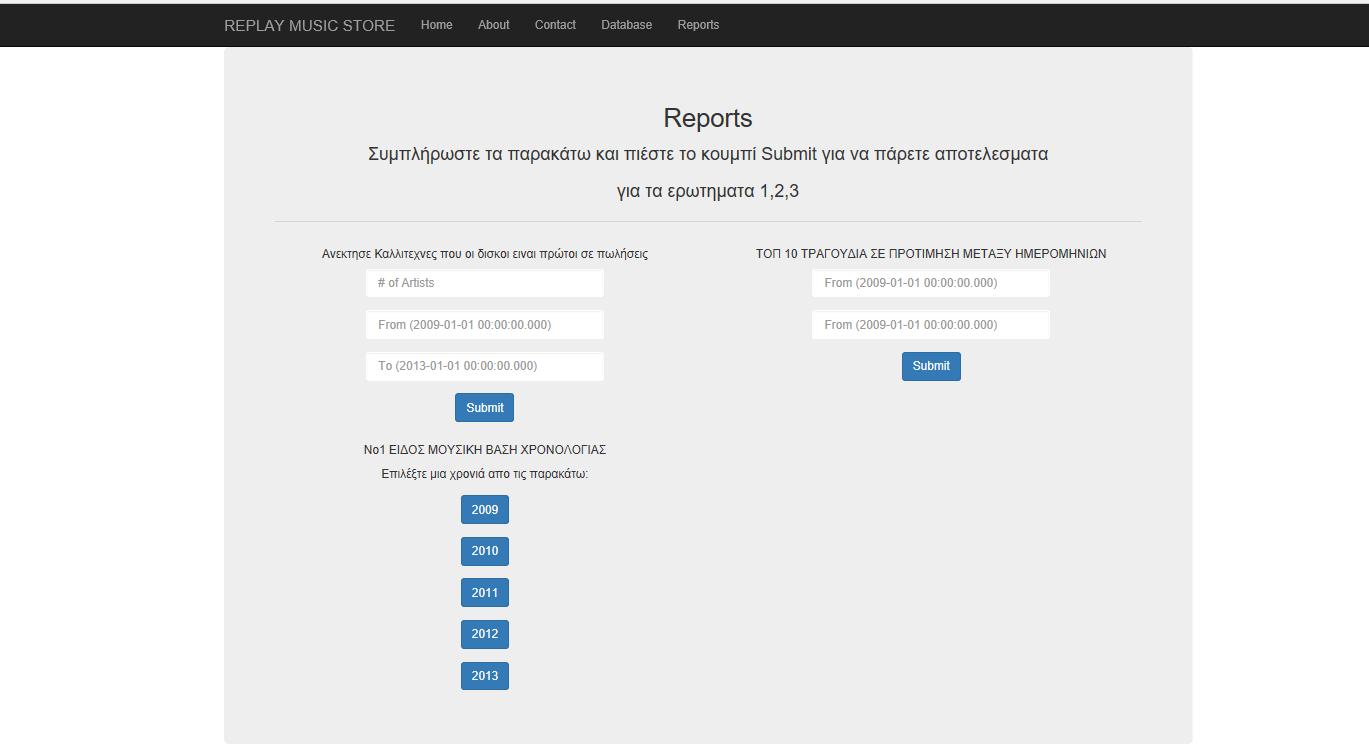 REPLAY MUSIC STORE Home About Contact Database Reports
Reports
Συμπλήρωστε τα παρακάτω και πιέστε το κουμπί Submit για να πάρετε αποτελεσματα
για τα ερωτηματα 1,2,3
Ανεκτησε Καλλιτεχνες που οι δισκοι ειναι πρώτοι σε πωλήσεις
# of Artists
From (2009-01-01 00:00:00.000)
To (2013-01-01 00:00:00.000)
Submit
No1 ΕΙΔΟΣ ΜΟΥΣΙΚΗ ΒΑΣΗ ΧΡΟΝΟΛΟΓΙΑΣ
Επιλέξτε μια χρονιά απο τις παρακάτω:
2009
2010
2011
2012
2013
ΤΟΠ 10 ΤΡΑΓΟΥΔΙΑ ΣΕ ΠΡΟΤΙΜΗΣΗ ΜΕΤΑΞΥ ΗΜΕΡΟΜΗΝΙΩΝ
From (2009-01-01 00:00:00.000)
From (2009-01-01 00:00:00.000)
Submit